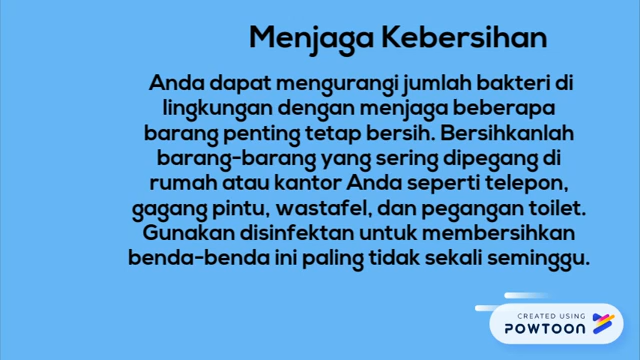 Menjaga Kebersihan
Anda dapat mengurangi jumlah bakteri di
lingkungan dengan menjaga beberapa
barang penting tetap bersih. Bersihkanlah
barang-barang yang sering dipegang di
rumah atau kantor Anda seperti telepon,
gagang pintu, wastafel, dan pegangan toilet.
Gunakan disinfektan untuk membersihkan
benda-benda ini paling tidak sekali seminggu.
CREATED USING
POWTOON